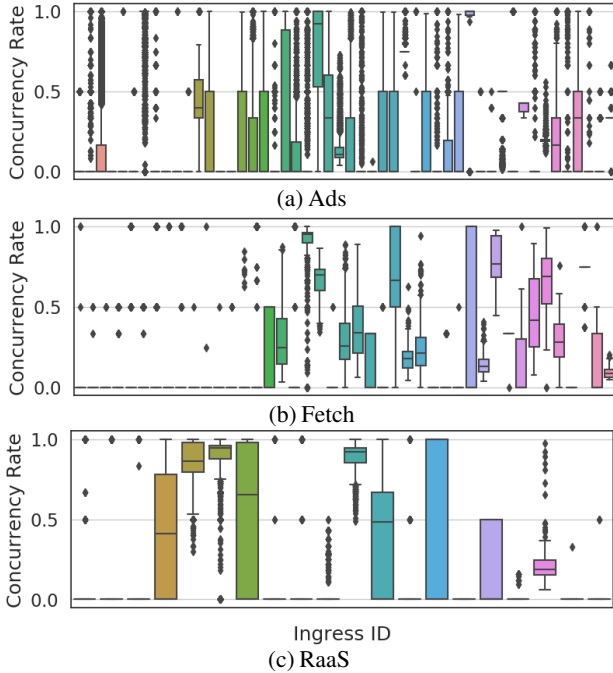 Concurrency Rate
1.0
0.5
0.0
(a) Ads
Concurrency Rate
1.0
0.5
0.0
(b) Fetch
Concurrency Rate
1.0
0.5
0.0
Ingress ID
(c) RaaS